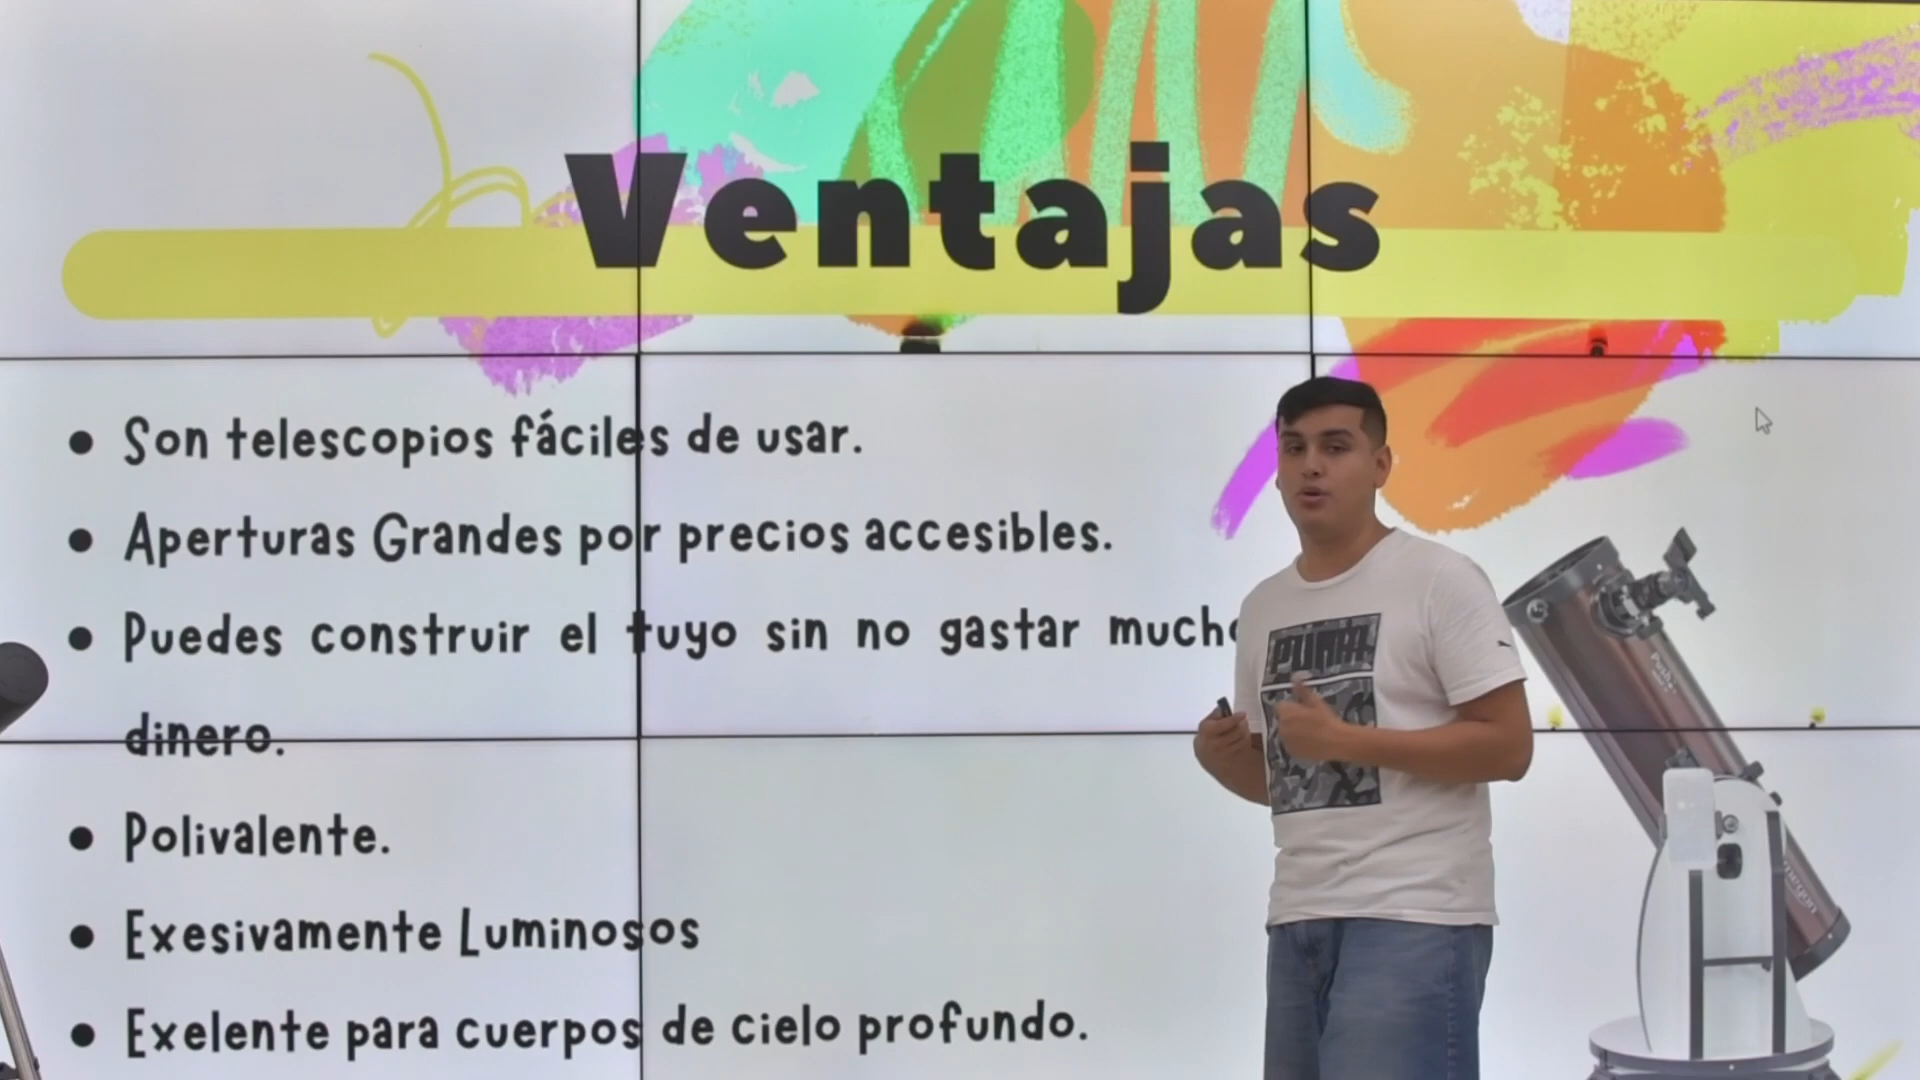 Ventajas
• Son telescopios fáciles de usar.
• Aperturas Grandes por precios accesibles.
• Puedes construir el tuyo sin no gastar mucho
dinero.
• Polivalente.
• Exesivamente Luminosos
• Exelente para cuerpos de cielo profundo.
PUMA